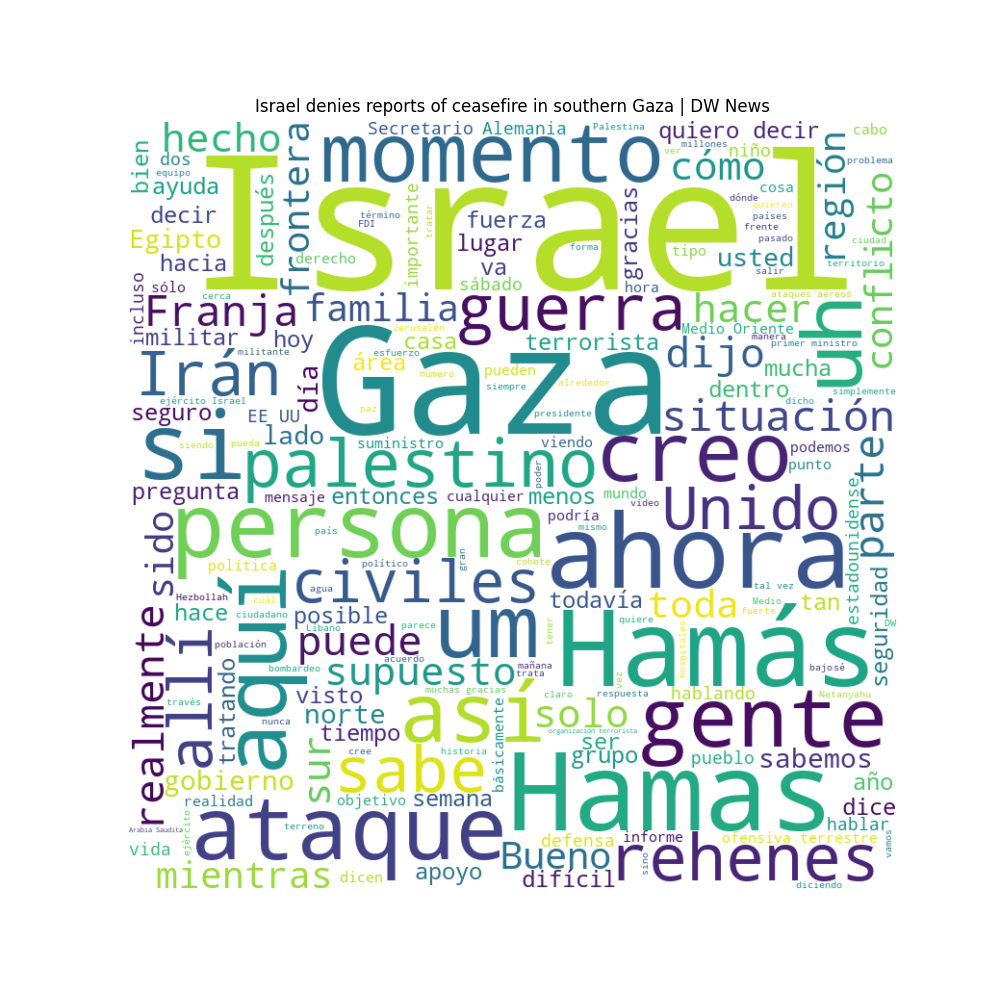 Israel denies reports of ceasefire in southern Gaza | DW News
Secretario
Alemania
Palestina
quiero decir
cabo
hecho
momento
millones
ver
niño
problema
bien
dos
equipo
ayuda
después
frontera
Israel
cómo
cosa
región
término
FDI
tratar
importante
fuerza
gracias
dónde
quieren
países
frente
pasado
decir
lugar
forma
tipo
usted
ciudad
conflicto
Egipto
derecho
va
salir
territorio
hacia
sábado
hora
ataques aéreos
incluso
sólo
cerca
Franja
familia
guerra
hacer
uh
militar
hoy
Jerusalén
casa
terrorista
Medio Oriente
manera
primer ministro
militante
esfuerzo
área
Gaza
dijo
mucha
Irán
día
número
pueden
siempre
alrededor
dentro
simplemente
ejército Israel
paz
dicho
seguro
EE UU
presidente
situación
si
siendo
pueda
lado
suministro
viendo
creo
podemos
palestino
poder
punto
parte
pregunta
mensaje
entonces
cualquier
menos
mundo
video
Unido
estadounidense
persona
país
podría
mismo
ahora
sido
política
político
gran
cohete
tal vez
Hezbollah
cuál
agua
civiles
todavía
toda
Medio
fuerte
tan
seguridad
hace
ciudadano
posible
quiere
DW
realmente
allí
población
aquí
Líbano
parece
puede
um
tener
Hamás
hospitales
bombardeo
acuerdo
supuesto
mañana
trata
vez
bajosé
través
tratando
visto
muchas gracias
claro
respuesta
hablando
Netanyahu
nunca
norte
así
básicamente
solo
gente
tiempo
organización terrorista
ser
cree
historia
grupo
pueblo
sabemos
gobierno
sur
sabe
Hamas
año
realidad
objetivo
semana
dice
Arabia Saudita
ejército
ataque
terreno
hablar
defensa
informe
ofensiva terrestre
vamos
vida
Bueno
sino
rehenes
mientras
dicen
apoyo
difícil
diciendo